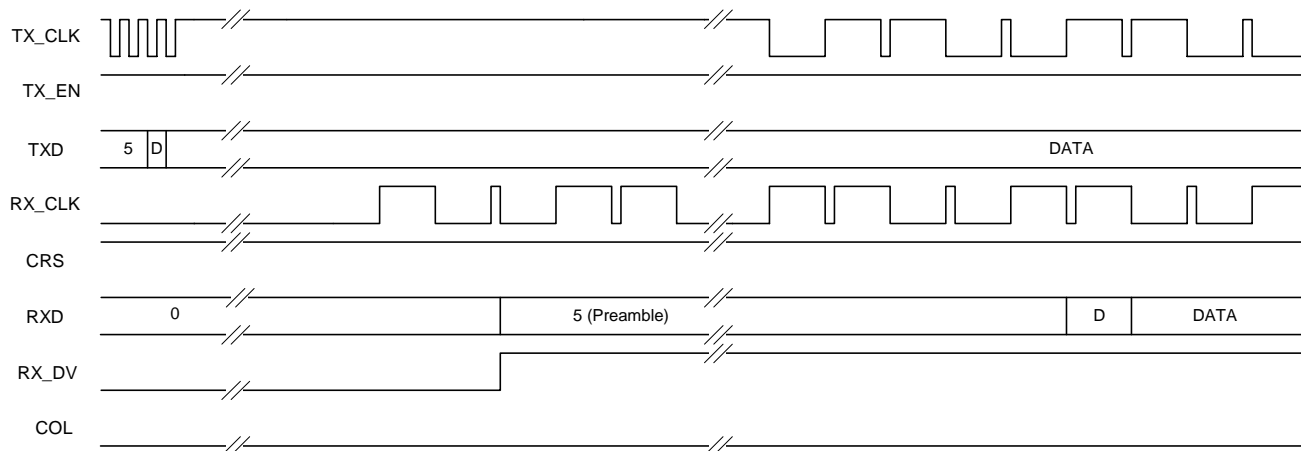 TX_CLK
TX_EN
TXD 5 D DATA
RX_CLK
CRS
RXD 0 5 (Preamble) D DATA
RX_DV
COL